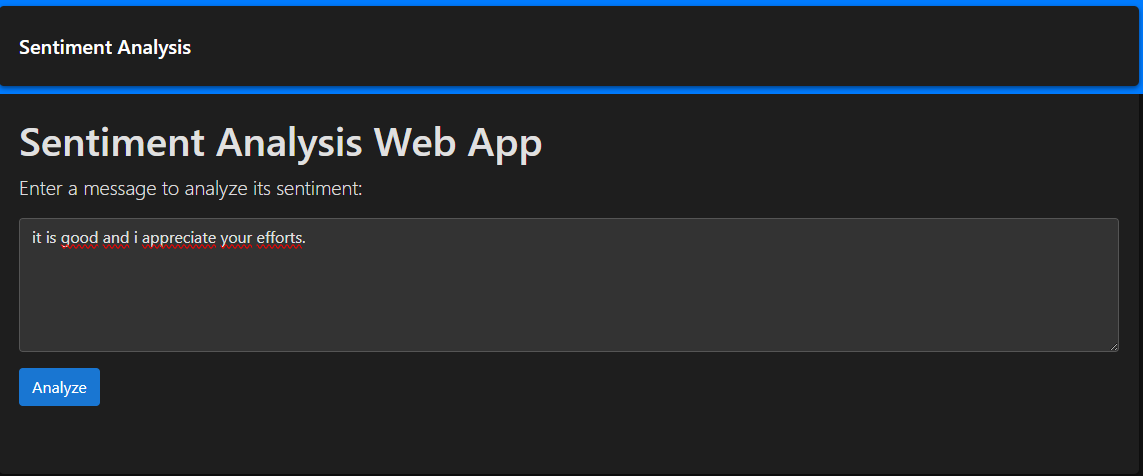 Sentiment Analysis
Sentiment Analysis Web App
Enter a message to analyze its sentiment:
it is good and i appreciate your efforts.
Analyze